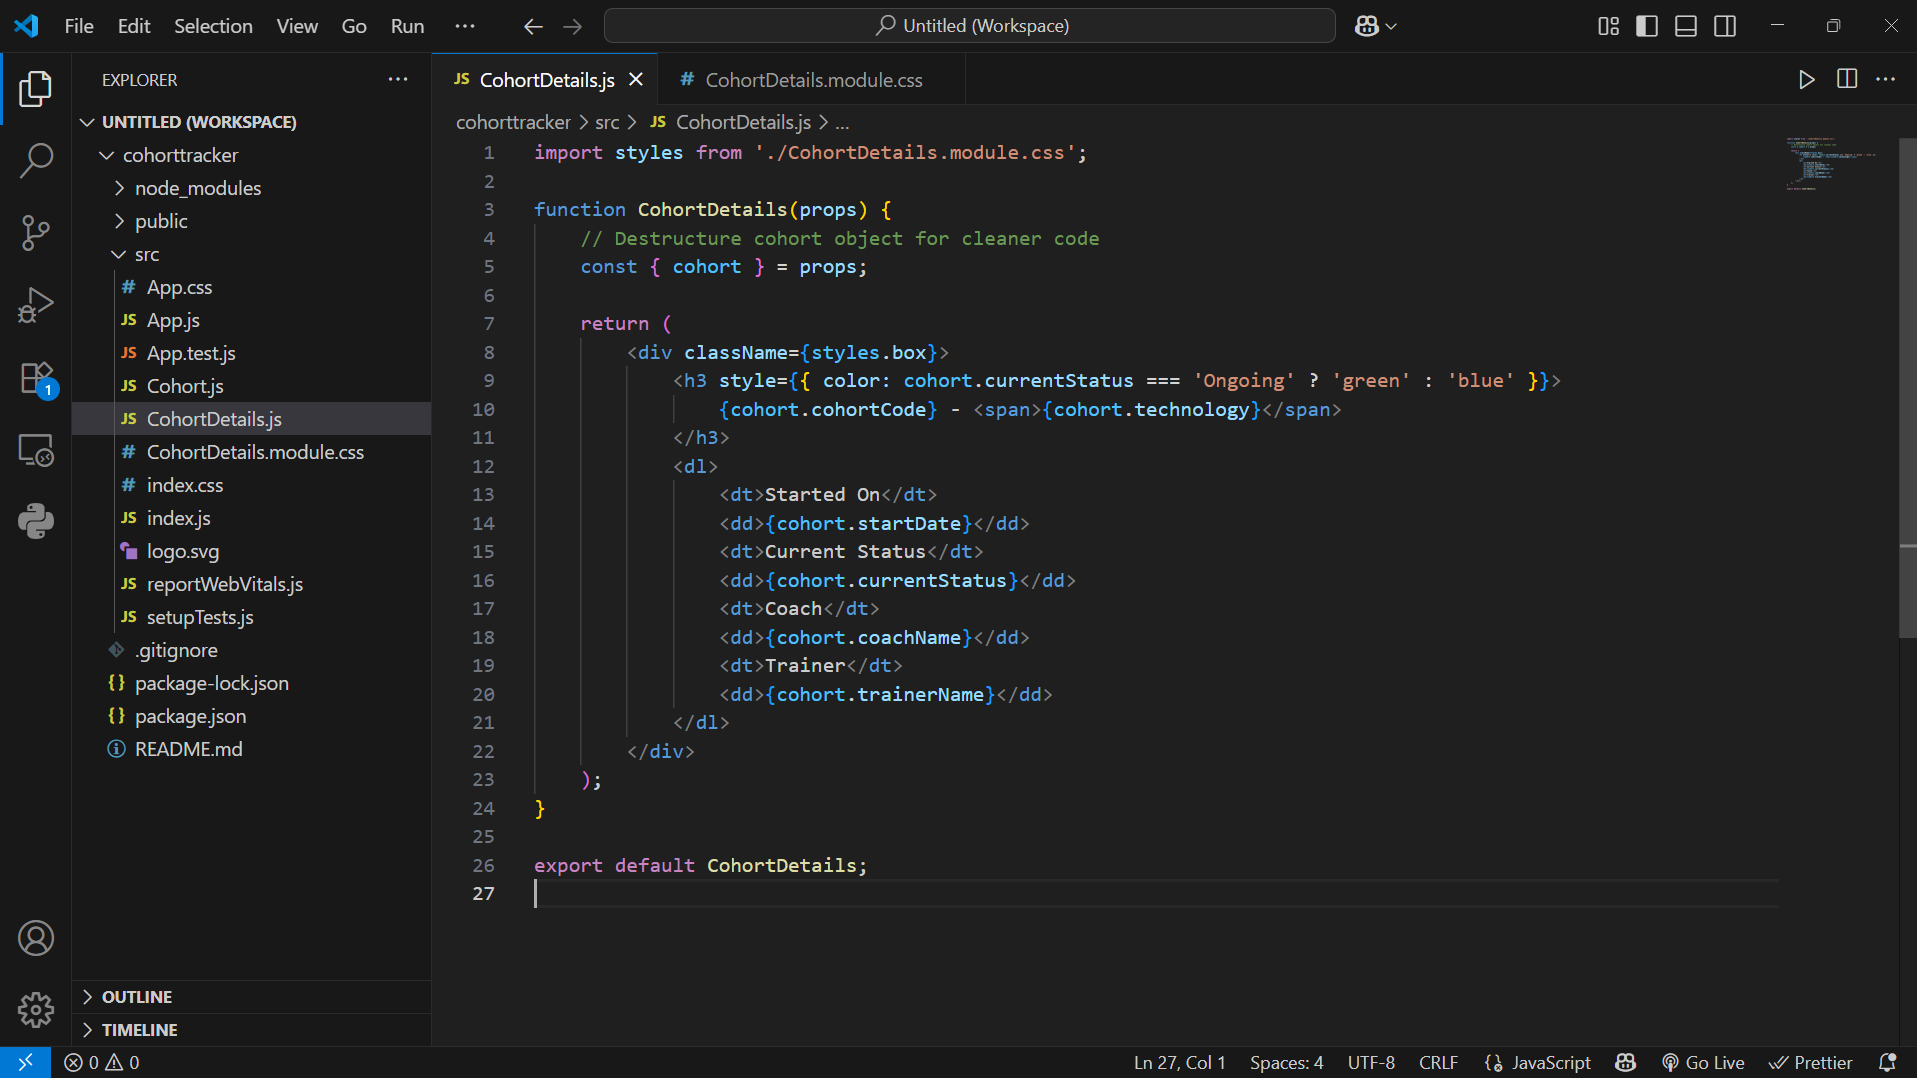 File Edit Selection View Go Run ··· Untitled (Workspace)
EXPLORER ···
UNTITLED (WORKSPACE)
cohorttracker
node_modules
public
src
# App.css
JS App.js
JS App.test.js
JS Cohort.js
JS CohortDetails.js
# CohortDetails.module.css
# index.css
JS index.js
logo.svg
JS reportWebVitals.js
JS setupTests.js
.gitignore
{} package-lock.json
{} package.json
README.md
OUTLINE
TIMELINE
1
JS CohortDetails.js # CohortDetails.module.css ···
cohorttracker > src > JS CohortDetails.js > ...
1 import styles from './CohortDetails.module.css';
2
3 function CohortDetails(props) {
4 // Destructure cohort object for cleaner code
5 const { cohort } = props;
6
7 return (
8 <div className={styles.box}>
9 <h3 style={{ color: cohort.currentStatus === 'Ongoing' ? 'green' : 'blue' }}>
10 {cohort.cohortCode} - <span>{cohort.technology}</span>
11 </h3>
12 <dl>
13 <dt>Started On</dt>
14 <dd>{cohort.startDate}</dd>
15 <dt>Current Status</dt>
16 <dd>{cohort.currentStatus}</dd>
17 <dt>Coach</dt>
18 <dd>{cohort.coachName}</dd>
19 <dt>Trainer</dt>
20 <dd>{cohort.trainerName}</dd>
21 </dl>
22 </div>
23 );
24 }
25
26 export default CohortDetails;
27
0 0 Ln 27, Col 1 Spaces: 4 UTF-8 CRLF {} JavaScript Go Live Prettier